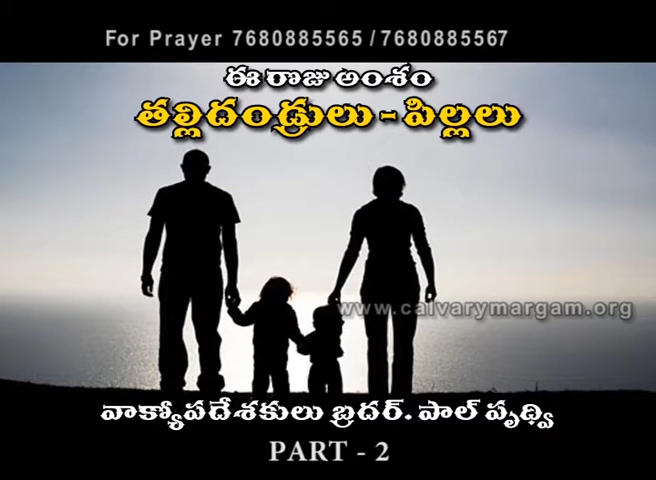 For Prayer 7680885565 / 7680885567
ఈ రోజు అంశం
తల్లిదండ్రులు - పిల్లలు
www.calvarymargam.org
వాక్యోపదేశకులు బ్రదర్. పాల్ పృథ్వి
PART - 2